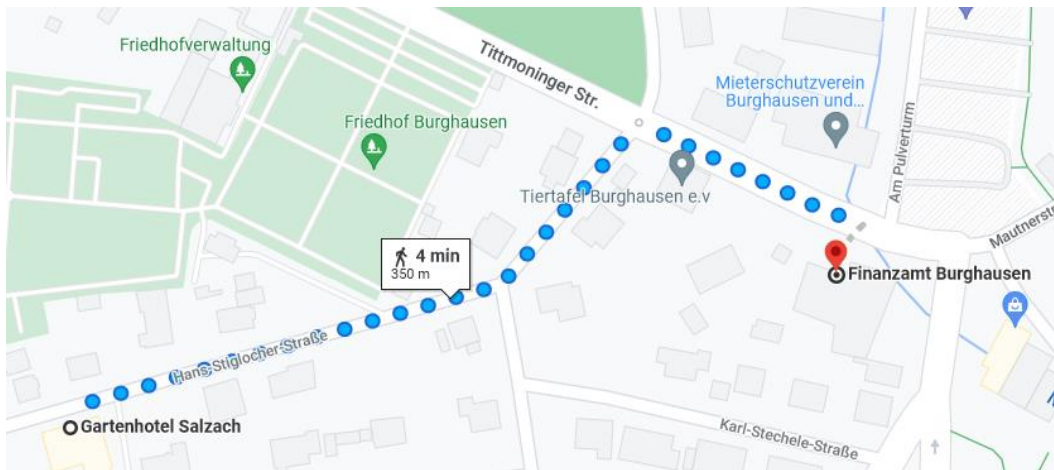 Friedhofverwaltung
Tittmoninger Str.
Mieterschutzverein
Burghausen und...
Friedhof Burghausen
Am Pulverturm
Tiertafel Burghausen e.v
Mautnerstr
4 min
350 m
Finanzamt Burghausen
Hans-Stiglocher-Straße
Gartenhotel Salzach
Karl-Stechele-Straße